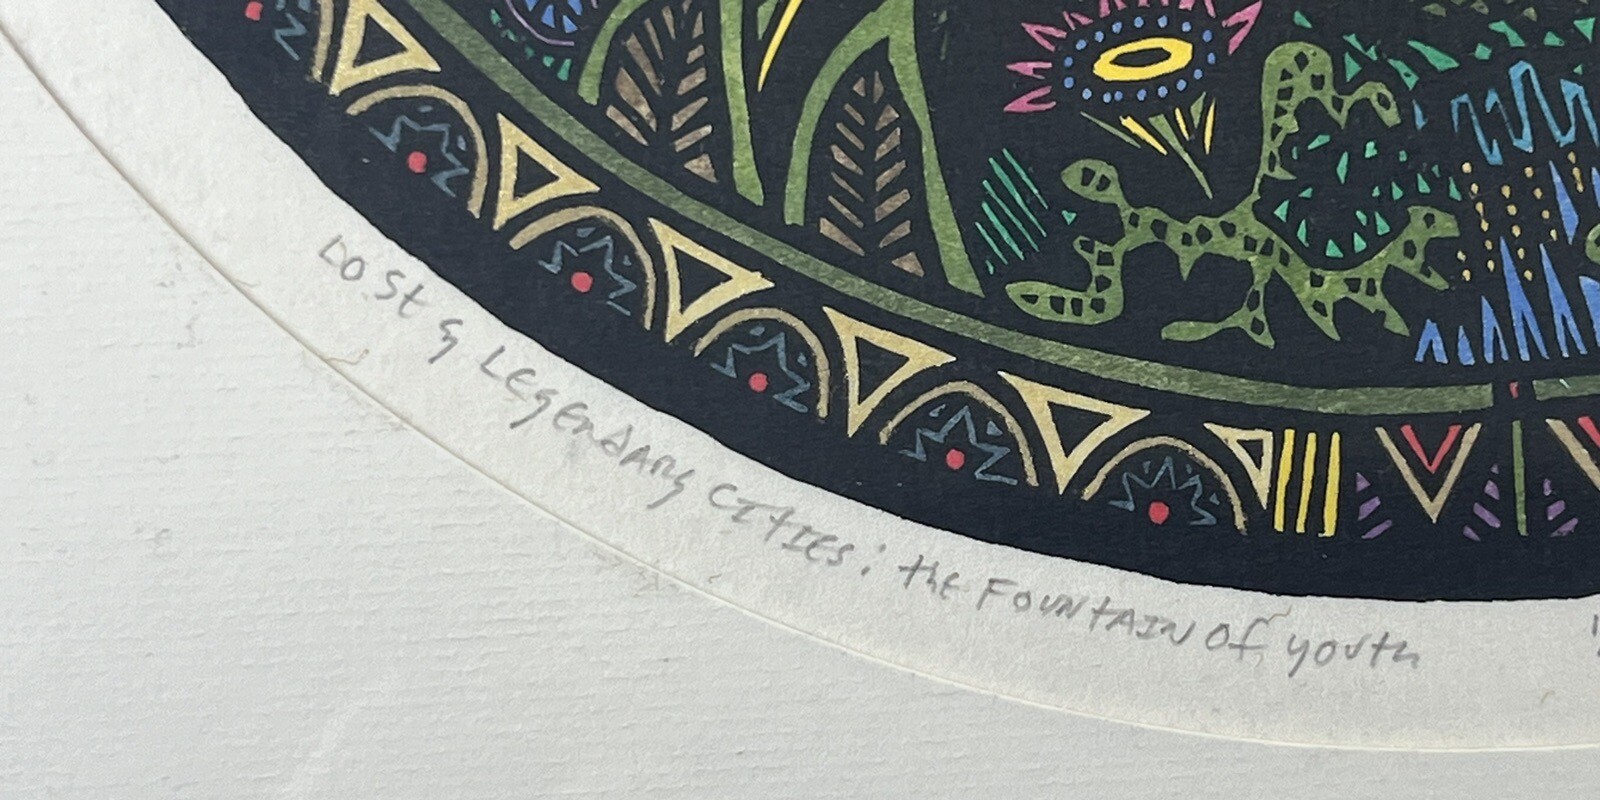 Lost & Legendary Cities: the Fountain of youth